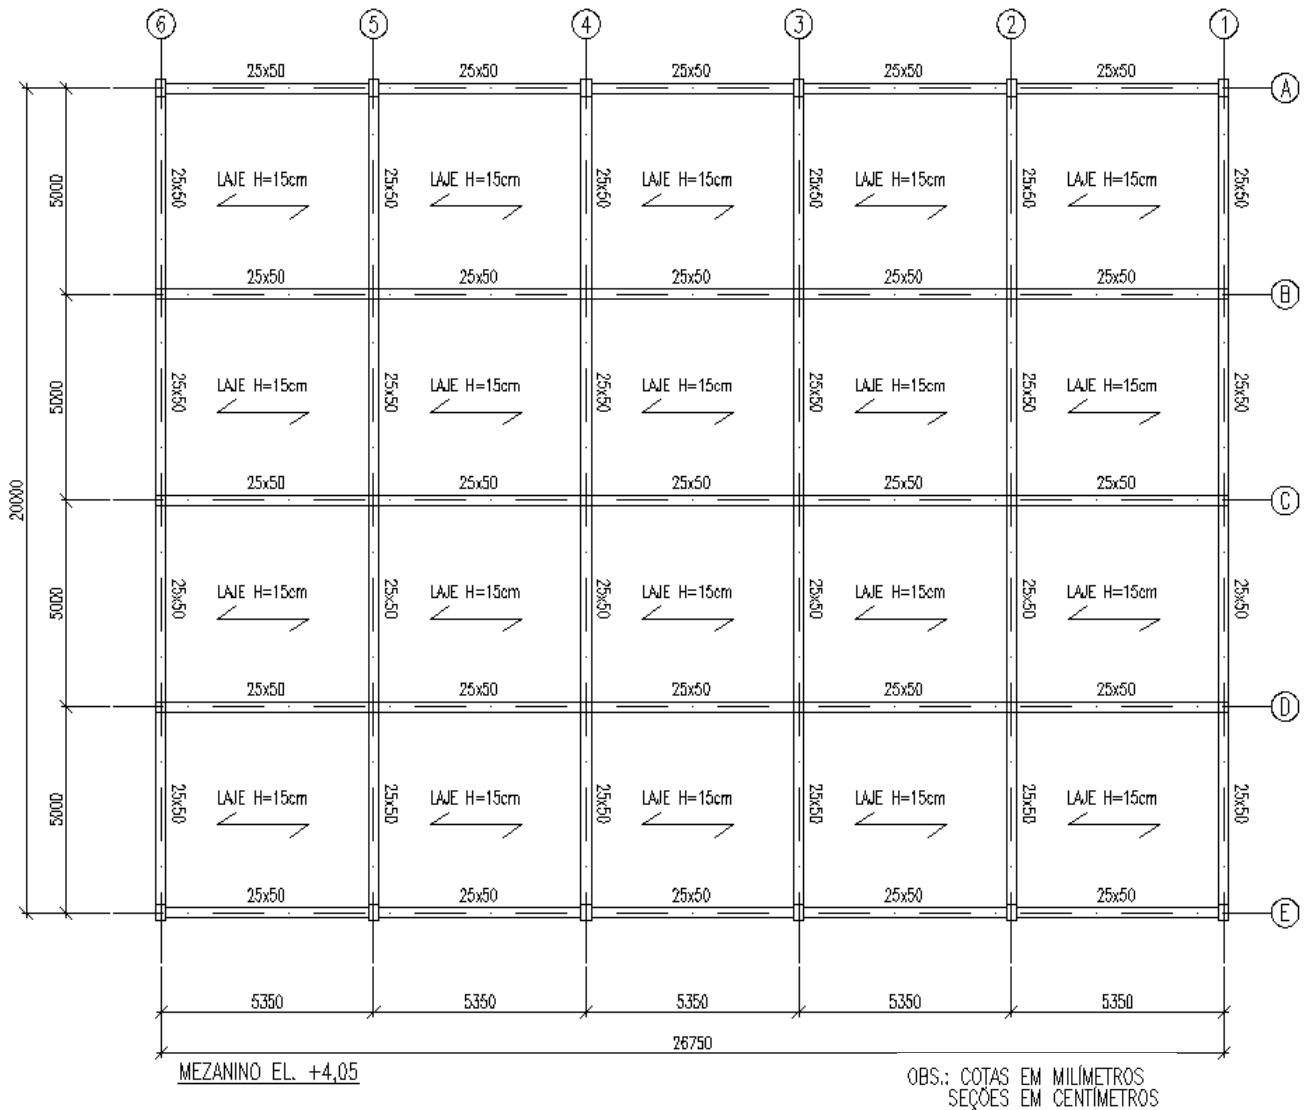 6 5 4 3 2 1
25x50 25x50 25x50 25x50 25x50
A
5000
25x50 LAJE H=15cm 25x50 LAJE H=15cm 25x50 LAJE H=15cm 25x50 LAJE H=15cm 25x50 LAJE H=15cm 25x50
25x50 25x50 25x50 25x50 25x50
B
5000
25x50 LAJE H=15cm 25x50 LAJE H=15cm 25x50 LAJE H=15cm 25x50 LAJE H=15cm 25x50 LAJE H=15cm 25x50
25x50 25x50 25x50 25x50 25x50
20000
C
5000
25x50 LAJE H=15cm 25x50 LAJE H=15cm 25x50 LAJE H=15cm 25x50 LAJE H=15cm 25x50 LAJE H=15cm 25x50
25x50 25x50 25x50 25x50 25x50
D
5000
25x50 LAJE H=15cm 25x50 LAJE H=15cm 25x50 LAJE H=15cm 25x50 LAJE H=15cm 25x50 LAJE H=15cm 25x50
25x50 25x50 25x50 25x50 25x50
E
5350 5350 5350 5350 5350
26750
MEZANINO EL. +4,05
OBS.: COTAS EM MILÍMETROS
SEÇÕES EM CENTÍMETROS